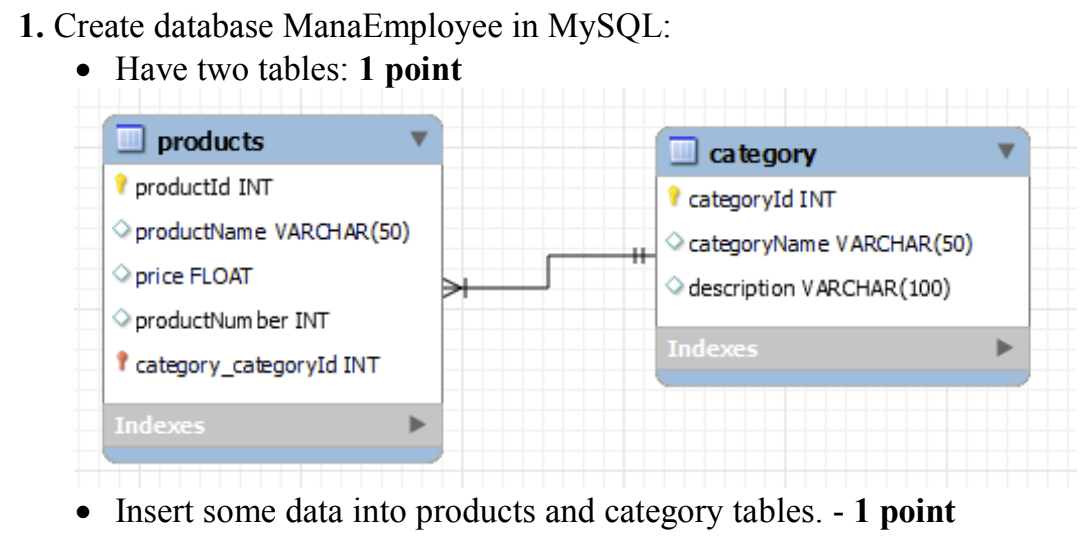 1. Create database ManaEmployee in MySQL:
• Have two tables: 1 point
products
productId INT
productName VARCHAR(50)
price FLOAT
productNumber INT
category_categoryId INT
Indexes
category
categoryId INT
categoryName VARCHAR(50)
description VARCHAR(100)
Indexes
• Insert some data into products and category tables. - 1 point